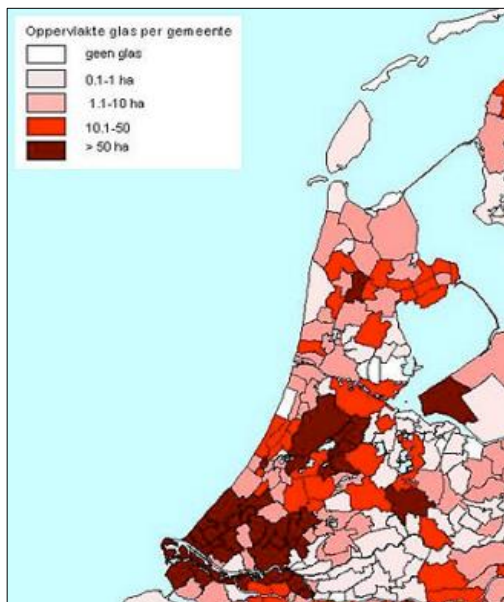 Oppervlakte glas per gemeente
geen glas
0.1-1 ha
1.1-10 ha
10.1-50
> 50 ha